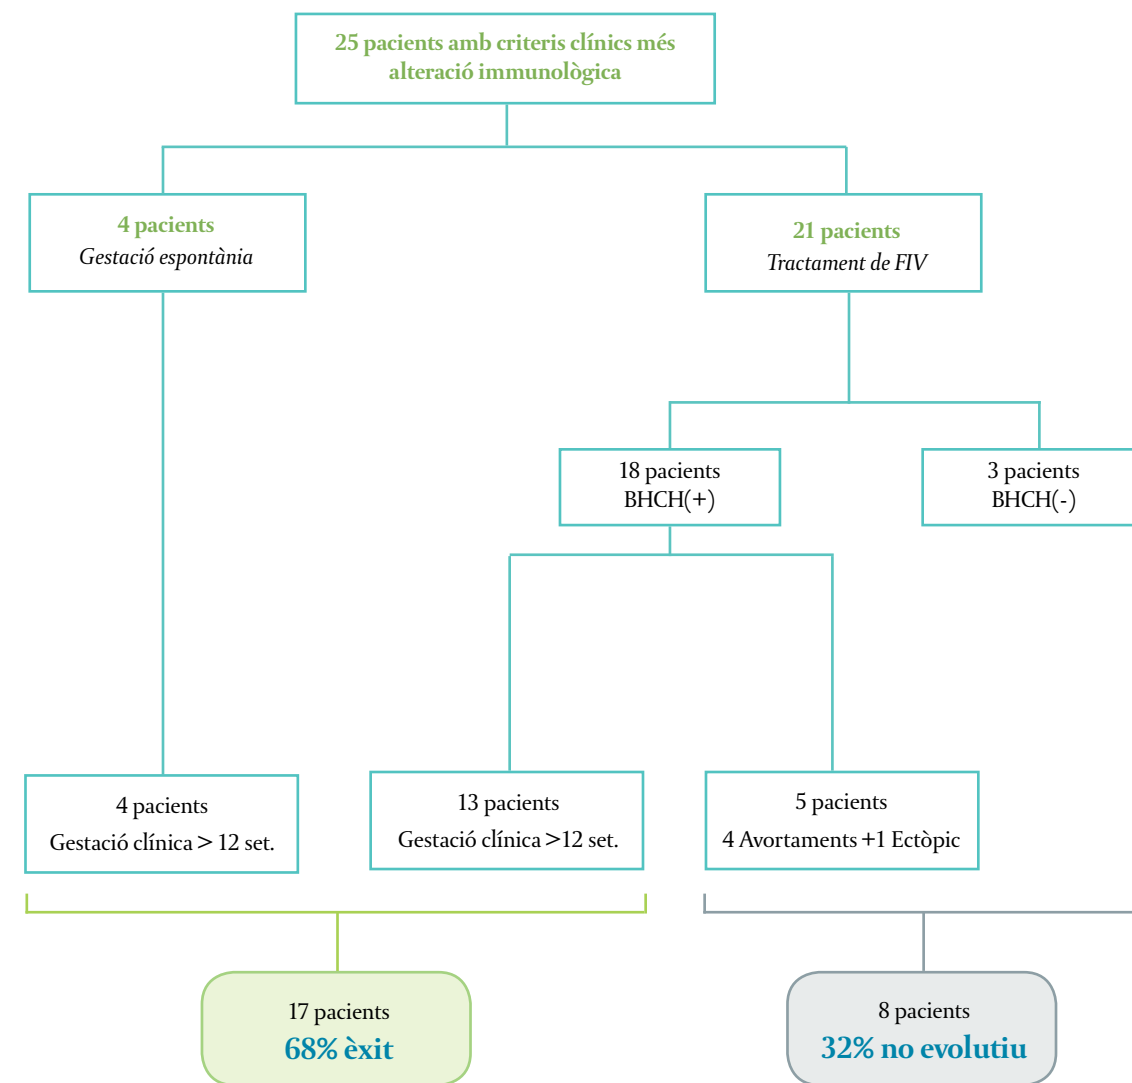 25 pacients amb criteris clínics més
alteració immunològica
4 pacients
Gestació espontània
21 pacients
Tractament de FIV
18 pacients
BHCH(+)
3 pacients
BHCH(-)
4 pacients
Gestació clínica > 12 set.
13 pacients
Gestació clínica >12 set.
5 pacients
4 Avortaments +1 Ectòpic
17 pacients
68% èxit
8 pacients
32% no evolutiu